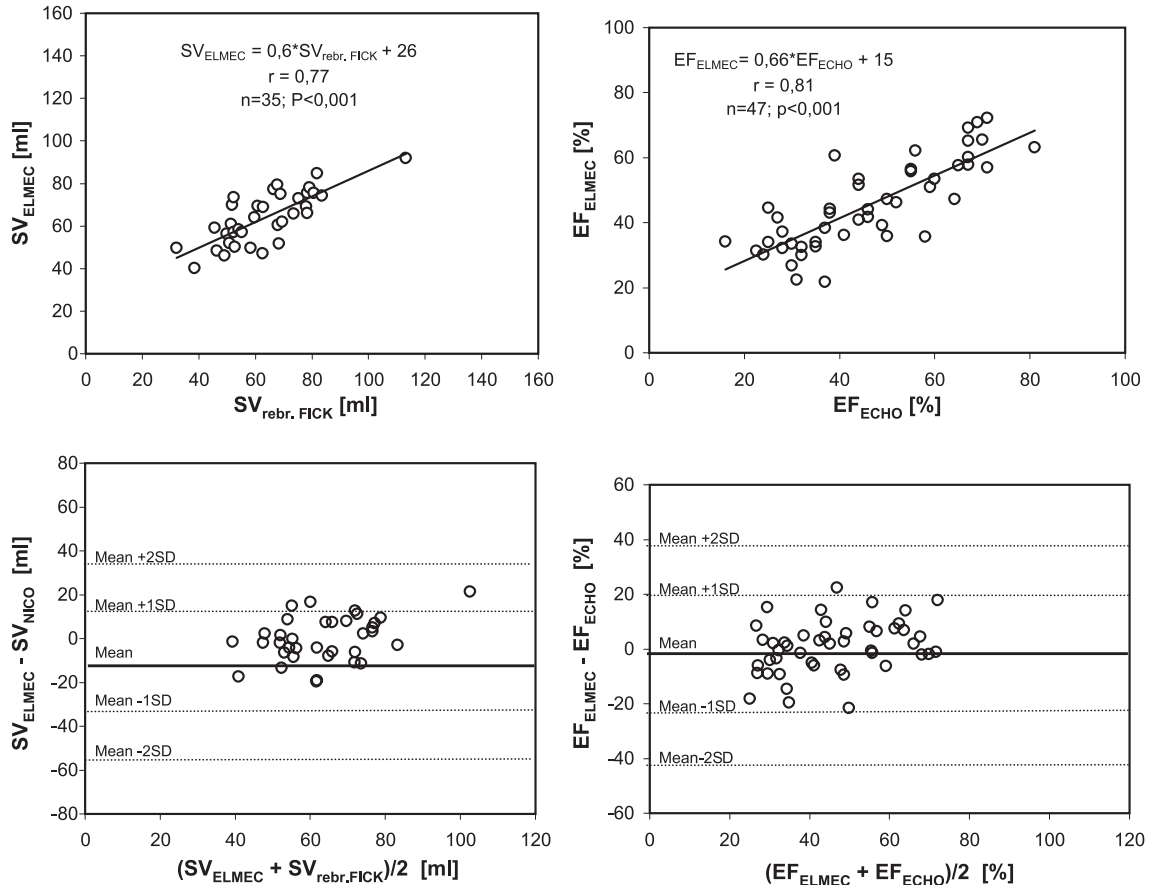 160
140
120
100
80
60
40
20
0
SV_ELMEC [ml]
SV_ELMEC = 0,6*SV_rebr. FICK + 26
r = 0,77
n=35; P<0,001
0 20 40 60 80 100 120 140 160
SV_rebr. FICK [ml]
100
80
60
40
20
0
EF_ELMEC [%]
EF_ELMEC= 0,66*EF_ECHO + 15
r = 0,81
n=47; p<0,001
0 20 40 60 80 100
EF_ECHO [%]
80
60
40
20
0
-20
-40
-60
-80
SV_ELMEC - SV_NICO [ml]
Mean +2SD
Mean +1SD
Mean
Mean -1SD
Mean -2SD
0 20 40 60 80 100 120
(SV_ELMEC + SV_rebr.FICK)/2 [ml]
60
40
20
0
-20
-40
-60
EF_ELMEC - EF_ECHO [%]
Mean +2SD
Mean +1SD
Mean
Mean -1SD
Mean-2SD
0 20 40 60 80 100 120
(EF_ELMEC + EF_ECHO)/2 [%]